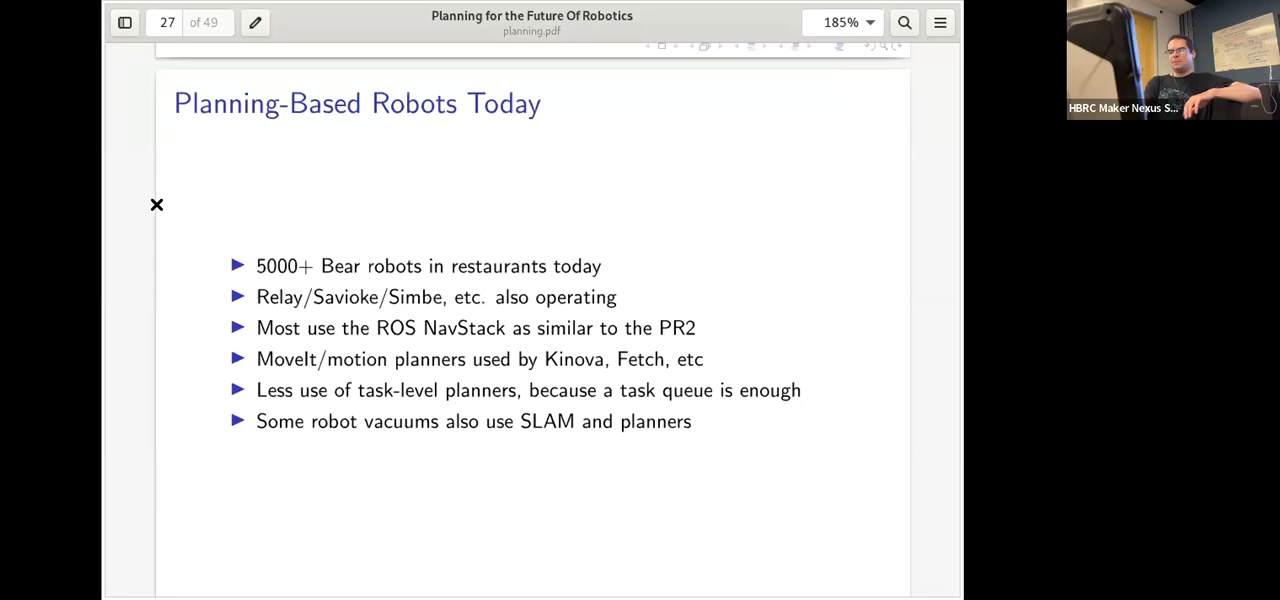 27 of 49
Planning for the Future Of Robotics
planning.pdf
185%
Planning-Based Robots Today
5000+ Bear robots in restaurants today
Relay/Savioke/Simbe, etc. also operating
Most use the ROS NavStack as similar to the PR2
MoveIt/motion planners used by Kinova, Fetch, etc
Less use of task-level planners, because a task queue is enough
Some robot vacuums also use SLAM and planners
HBRC Maker Nexus S...